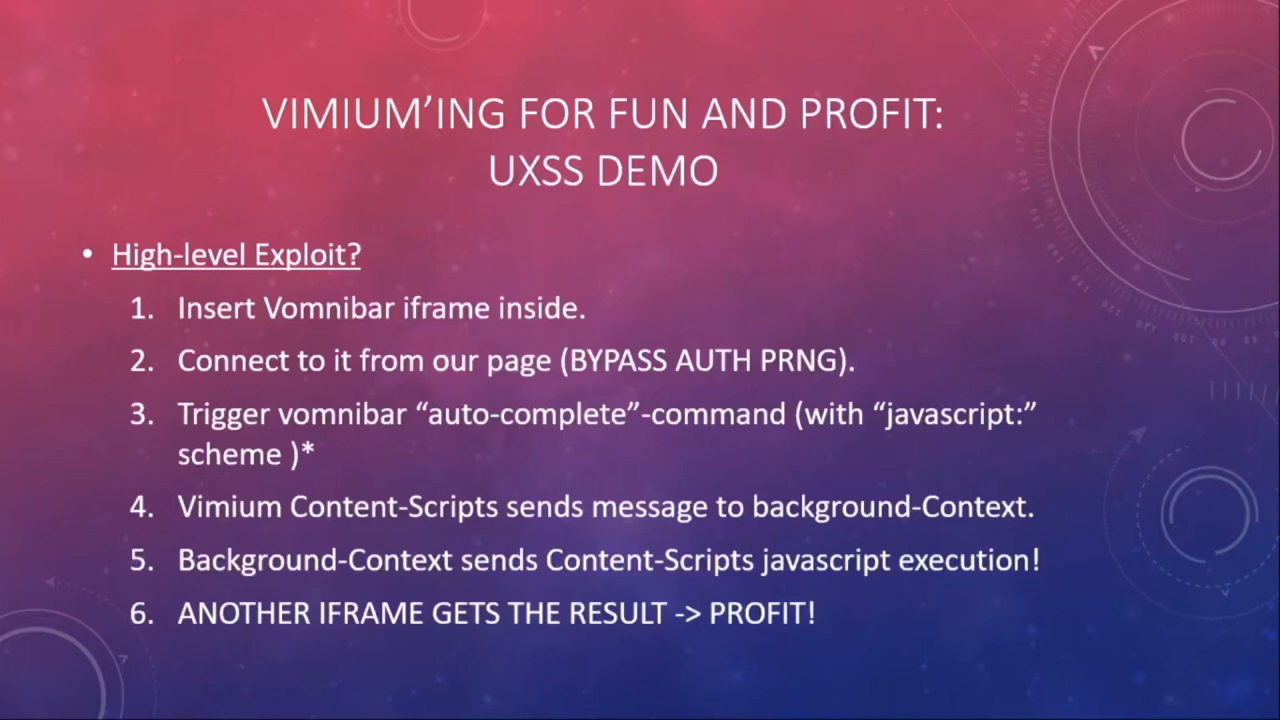 VIMIUM’ING FOR FUN AND PROFIT:
UXSS DEMO
• High-level Exploit?
1. Insert Vomnibar iframe inside.
2. Connect to it from our page (BYPASS AUTH PRNG).
3. Trigger vomnibar “auto-complete”-command (with “javascript:”
scheme )*
4. Vimium Content-Scripts sends message to background-Context.
5. Background-Context sends Content-Scripts javascript execution!
6. ANOTHER IFRAME GETS THE RESULT -> PROFIT!